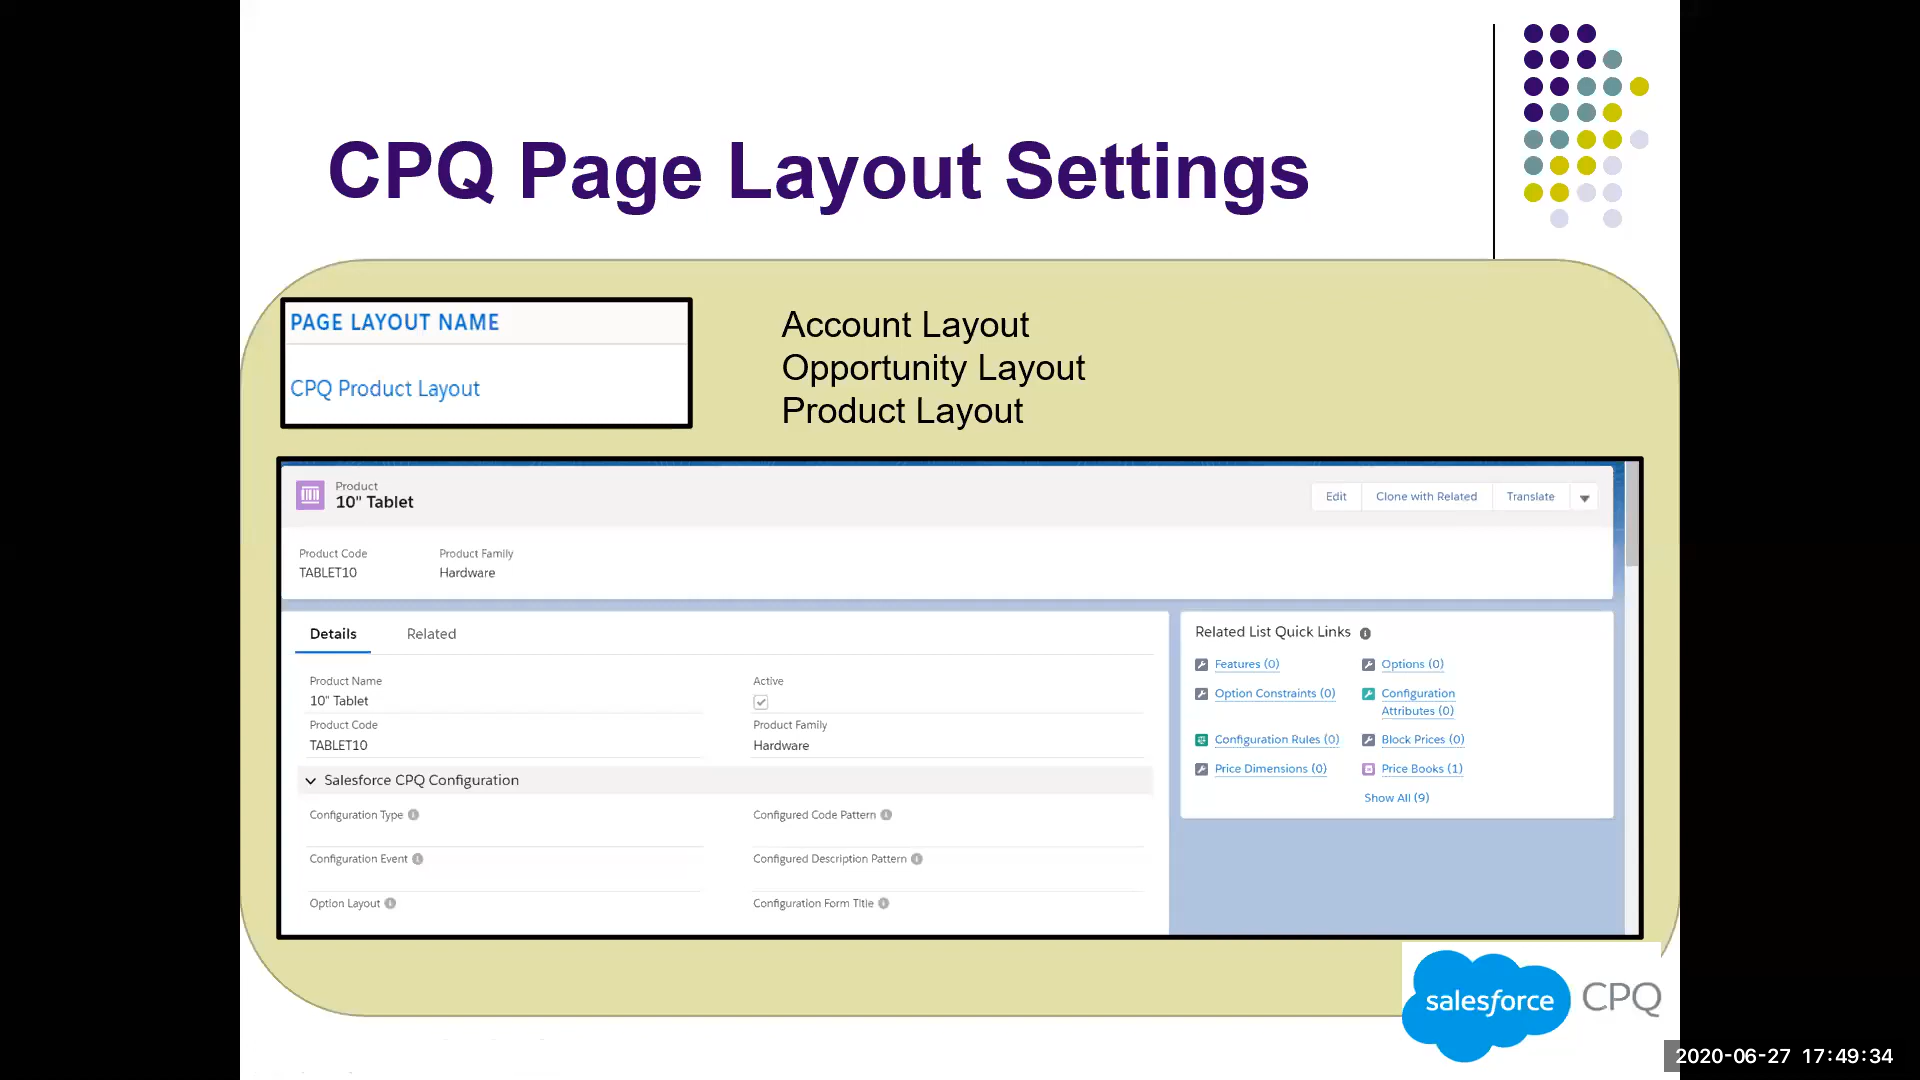 CPQ Page Layout Settings
PAGE LAYOUT NAME
CPQ Product Layout
Account Layout
Opportunity Layout
Product Layout
Product
10" Tablet
Edit
Clone with Related
Translate
Product Code
Product Family
TABLET10
Hardware
Details
Related
Product Name
Active
10" Tablet
Product Code
Product Family
TABLET10
Hardware
Salesforce CPQ Configuration
Configuration Type
Configured Code Pattern
Configuration Event
Configured Description Pattern
Option Layout
Configuration Form Title
Related List Quick Links
Features (0)
Options (0)
Option Constraints (0)
Configuration
Attributes (0)
Configuration Rules (0)
Block Prices (0)
Price Dimensions (0)
Price Books (1)
Show All (9)
salesforce CPQ
2020-06-27 17:49:34